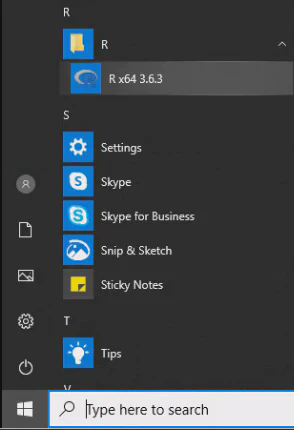 R
R
R x64 3.6.3
S
Settings
Skype
Skype for Business
Snip & Sketch
Sticky Notes
T
Tips
V
Type here to search